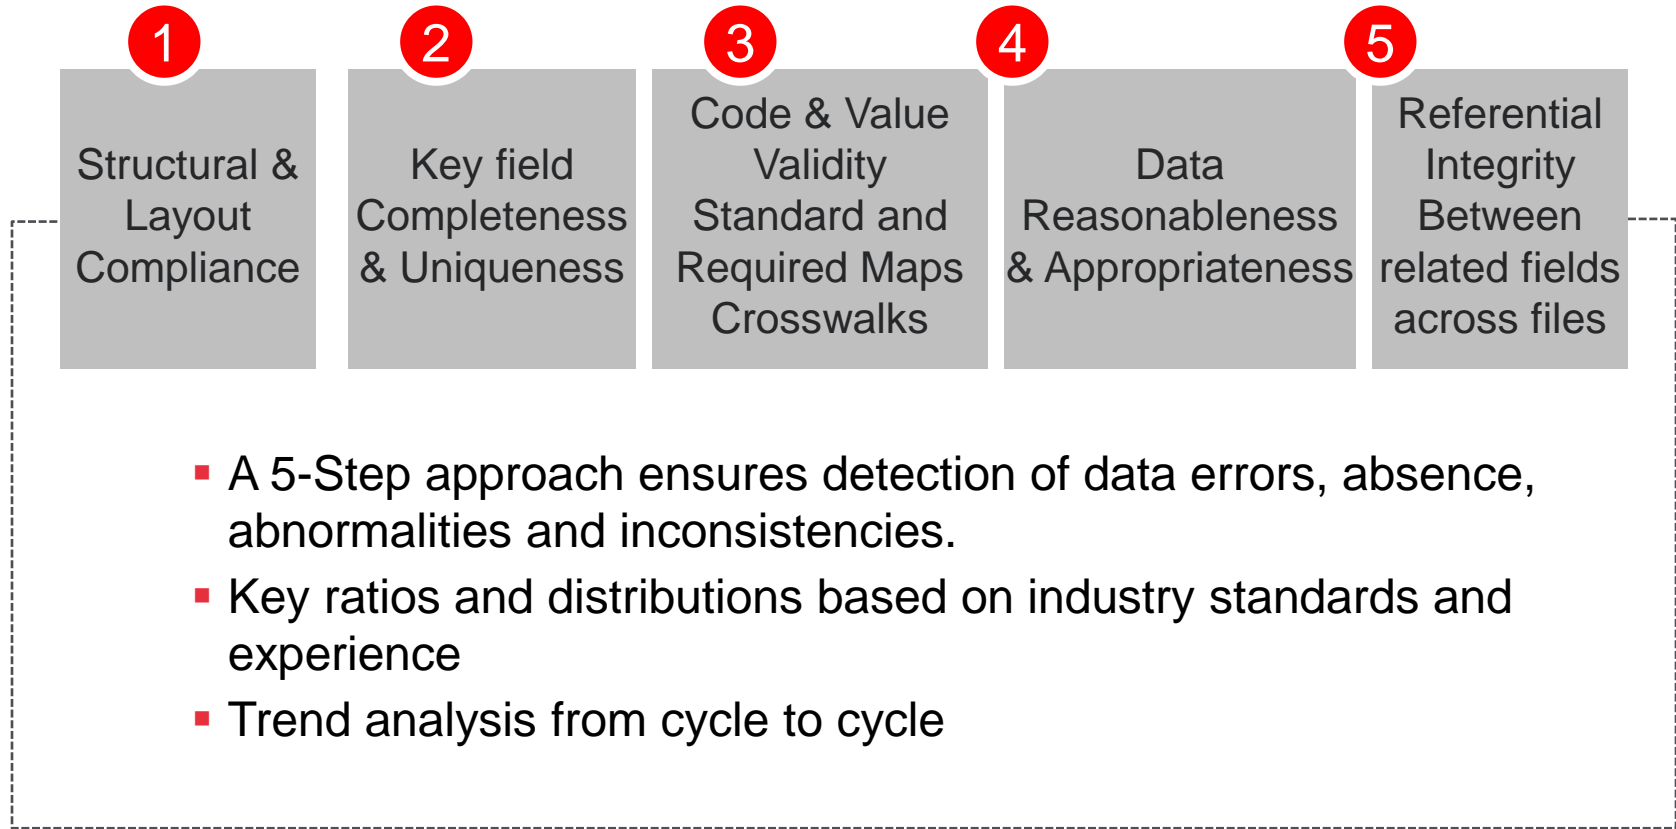 1
Structural &
Layout
Compliance
2
Key field
Completeness
& Uniqueness
3
Code & Value
Validity
Standard and
Required Maps
Crosswalks
4
Data
Reasonableness
& Appropriateness
5
Referential
Integrity
Between
related fields
across files
▪ A 5-Step approach ensures detection of data errors, absence,
abnormalities and inconsistencies.
▪ Key ratios and distributions based on industry standards and
experience
▪ Trend analysis from cycle to cycle